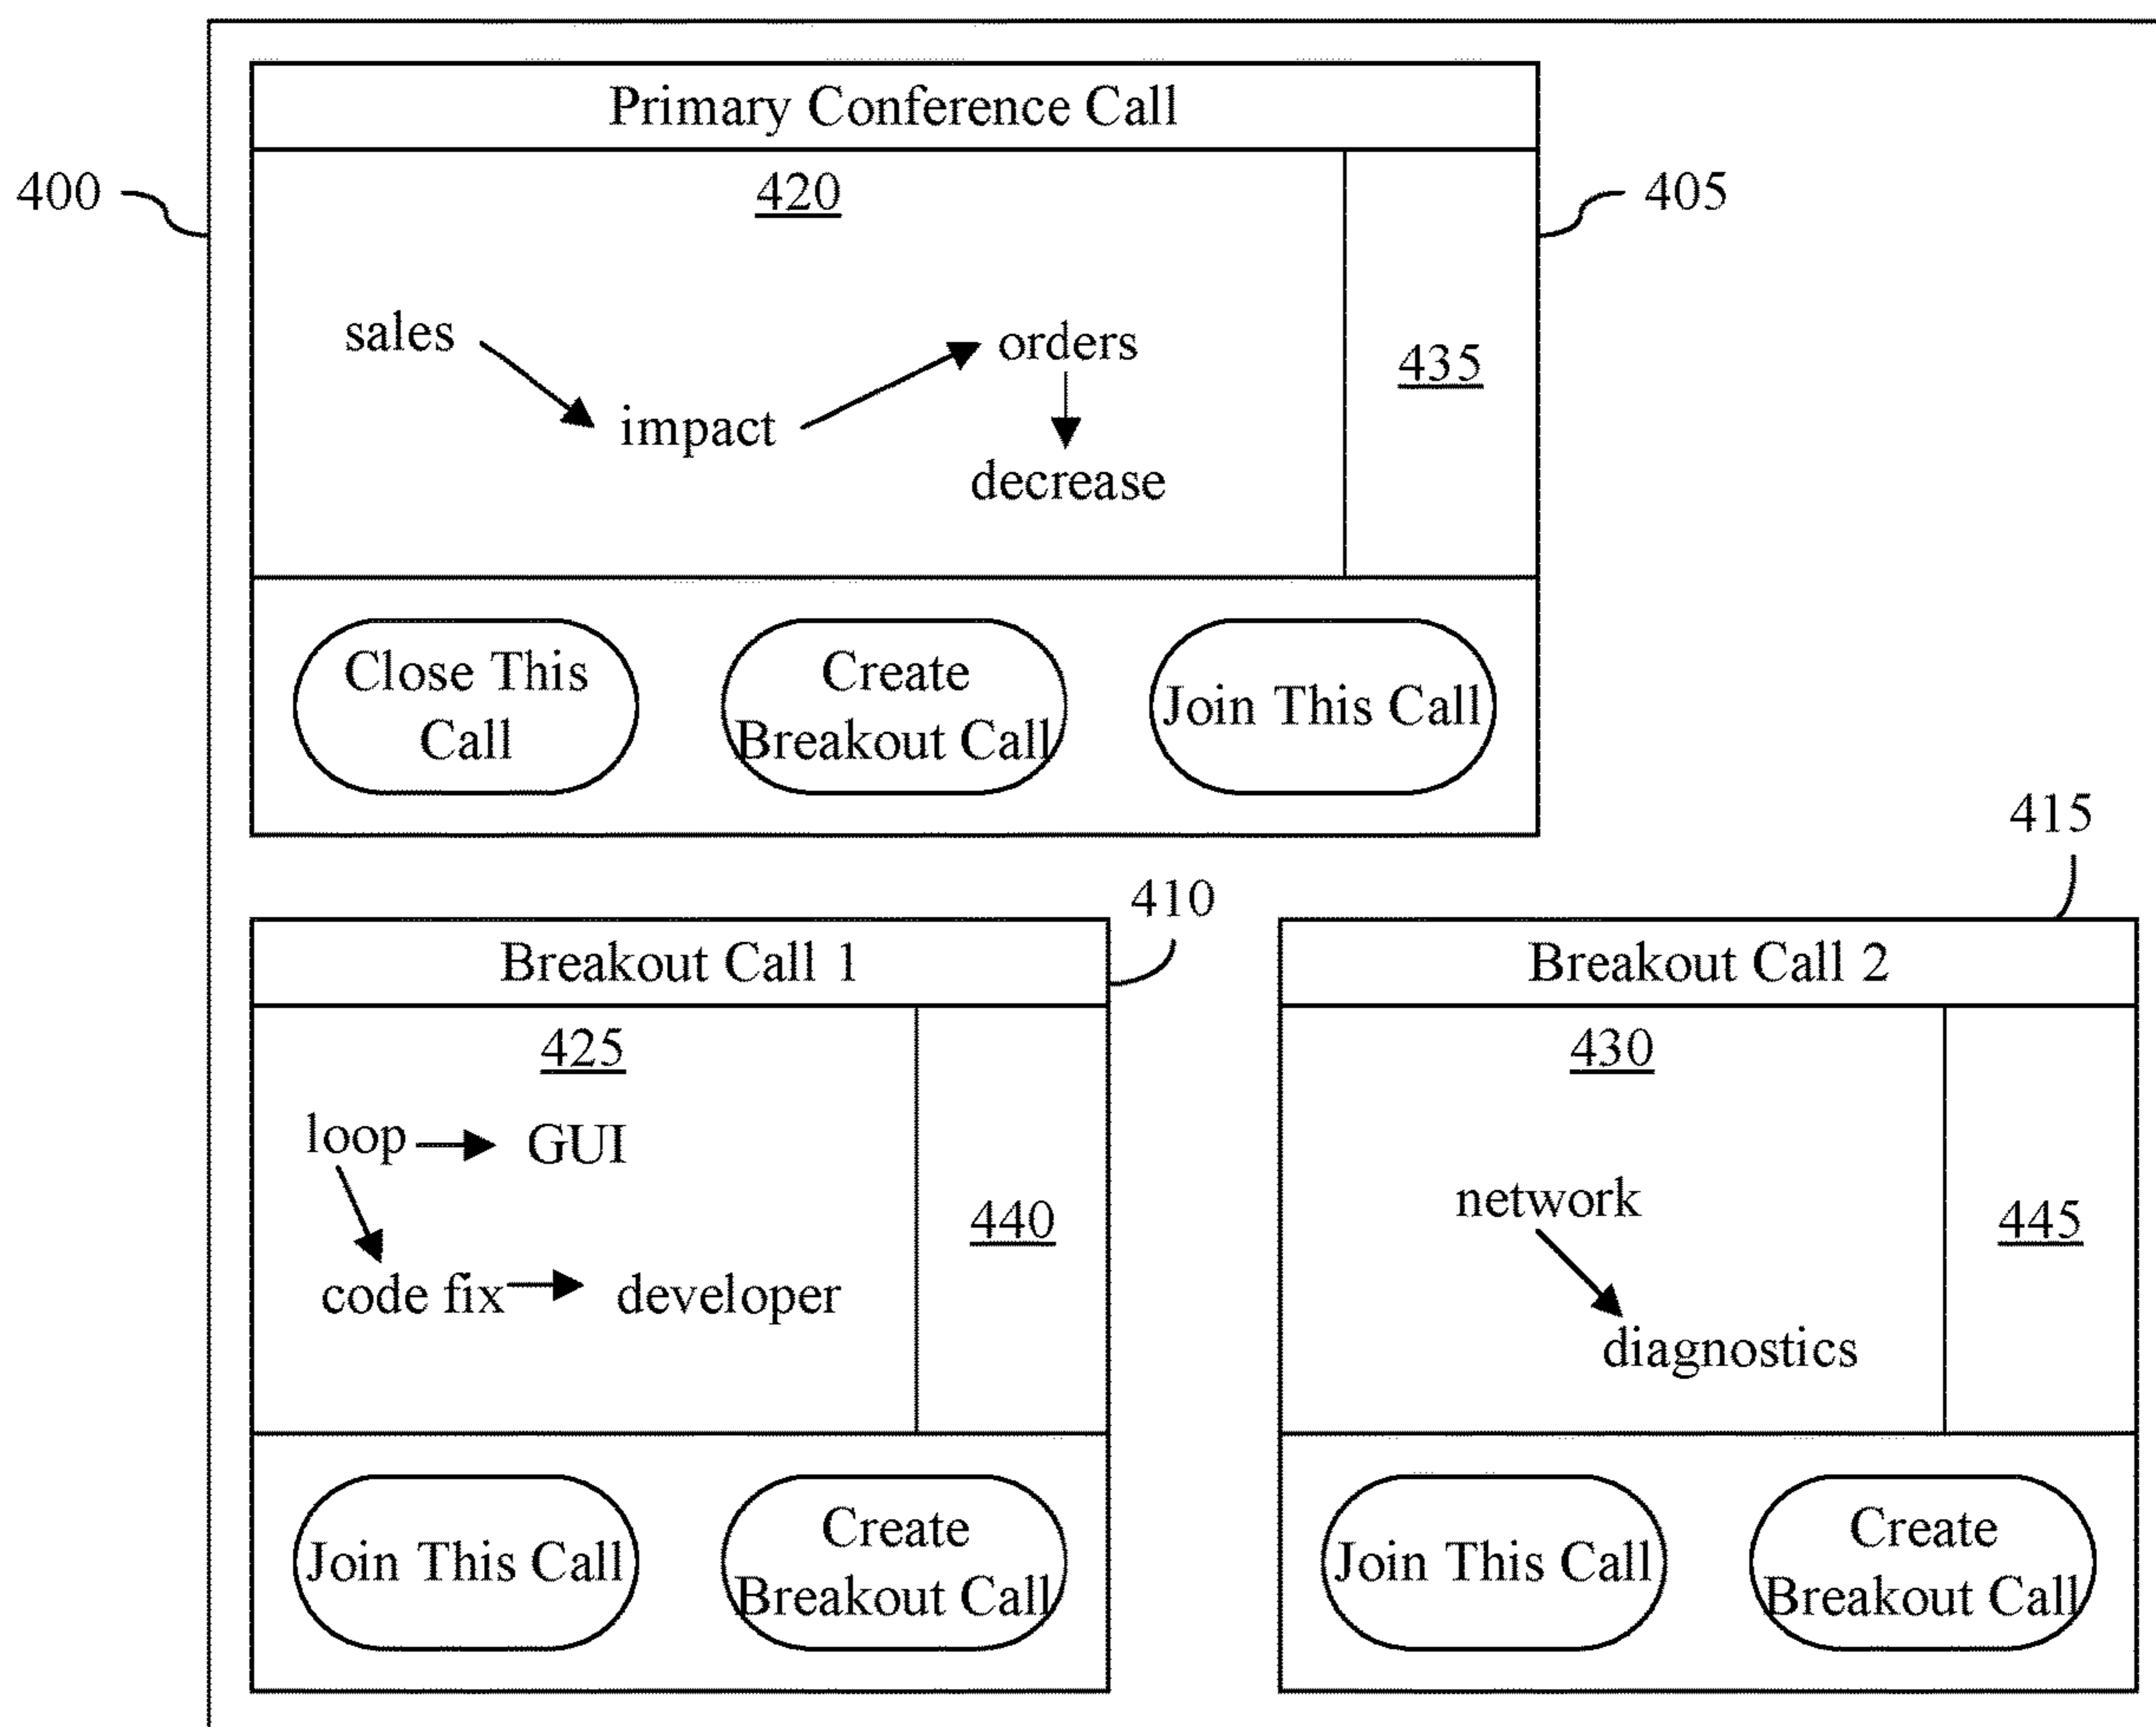 Primary Conference Call
400
420
405
sales
orders
435
impact
decrease
Close This
Call
Create
Breakout Call
Join This Call
415
410
Breakout Call 1
Breakout Call 2
425
loop
GUI
440
code fix
developer
430
network
445
diagnostics
Join This Call
Create
Breakout Call
Join This Call
Create
Breakout Call